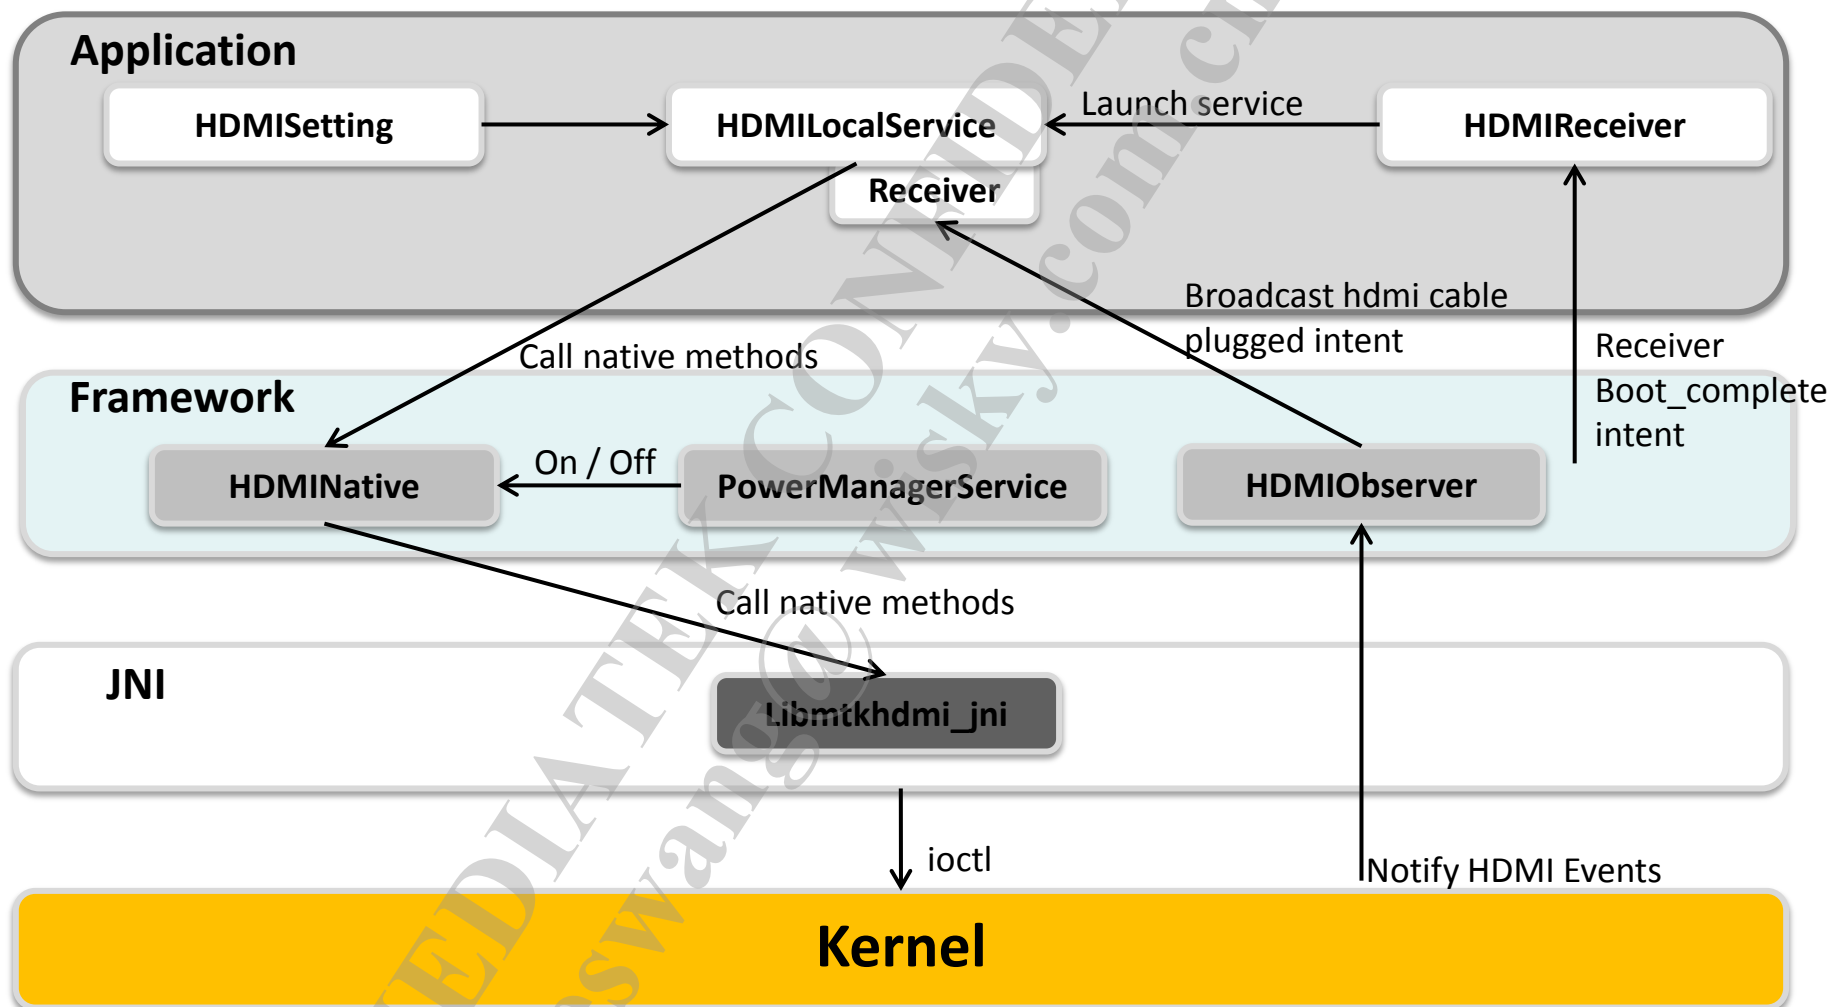 Application
HDMISetting
HDMILocalService
Launch service
HDMIReceiver
Receiver
Broadcast hdmi cable
plugged intent
Receiver
Boot_complete
intent
Call native methods
Framework
HDMINative
On / Off
PowerManagerService
HDMIObserver
Call native methods
JNI
Libmtkhdmi_jni
ioctl
Notify HDMI Events
Kernel